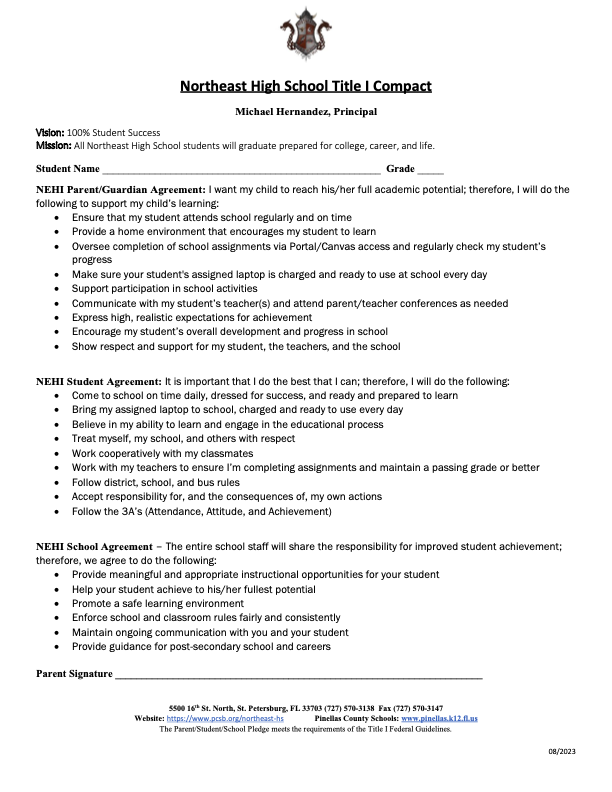 Northeast High School Title I Compact
Michael Hernandez, Principal
Vision: 100% Student Success
Mission: All Northeast High School students will graduate prepared for college, career, and life.
Student Name ______________________________________________________ Grade _____
NEHI Parent/Guardian Agreement: I want my child to reach his/her full academic potential; therefore, I will do the
following to support my child's learning:
• Ensure that my student attends school regularly and on time
• Provide a home environment that encourages my student to learn
• Oversee completion of school assignments via Portal/Canvas access and regularly check my student's
progress
• Make sure your student's assigned laptop is charged and ready to use at school every day
• Support participation in school activities
• Communicate with my student's teacher(s) and attend parent/teacher conferences as needed
• Express high, realistic expectations for achievement
• Encourage my student's overall development and progress in school
• Show respect and support for my student, the teachers, and the school
NEHI Student Agreement: It is important that I do the best that I can; therefore, I will do the following:
• Come to school on time daily, dressed for success, and ready and prepared to learn
• Bring my assigned laptop to school, charged and ready to use every day
• Believe in my ability to learn and engage in the educational process
• Treat myself, my school, and others with respect
• Work cooperatively with my classmates
• Work with my teachers to ensure I'm completing assignments and maintain a passing grade or better
• Follow district, school, and bus rules
• Accept responsibility for, and the consequences of, my own actions
• Follow the 3A's (Attendance, Attitude, and Achievement)
NEHI School Agreement – The entire school staff will share the responsibility for improved student achievement;
therefore, we agree to do the following:
• Provide meaningful and appropriate instructional opportunities for your student
• Help your student achieve to his/her fullest potential
• Promote a safe learning environment
• Enforce school and classroom rules fairly and consistently
• Maintain ongoing communication with you and your student
• Provide guidance for post-secondary school and careers
Parent Signature ______________________________________________________________________
5500 16th St. North, St. Petersburg, FL 33703 (727) 570-3138 Fax (727) 570-3147
Website: https://www.pcsb.org/northeast-hs Pinellas County Schools: www.pinellas.k12.fl.us
The Parent/Student/School Pledge meets the requirements of the Title I Federal Guidelines.
08/2023